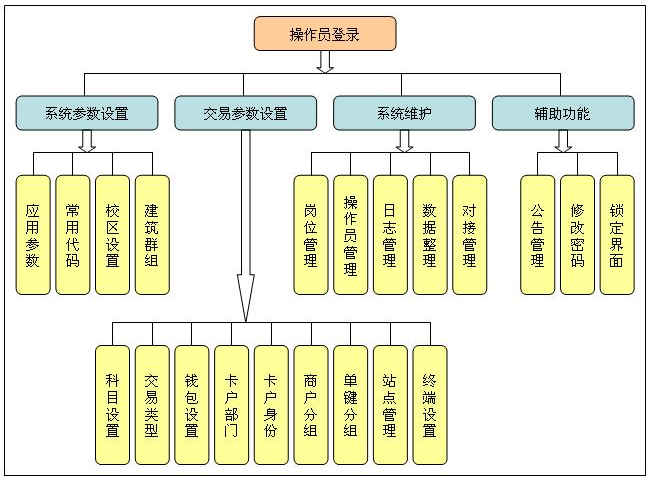 操作员登录
系统参数设置
交易参数设置
系统维护
辅助功能
应用参数
常用代码
校区设置
建筑群组
岗位管理
操作员管理
日志管理
数据整理
对接管理
公告管理
修改密码
锁定界面
科目设置
交易类型
钱包设置
卡户部门
卡户身份
商户分组
单键分组
站点管理
终端设置